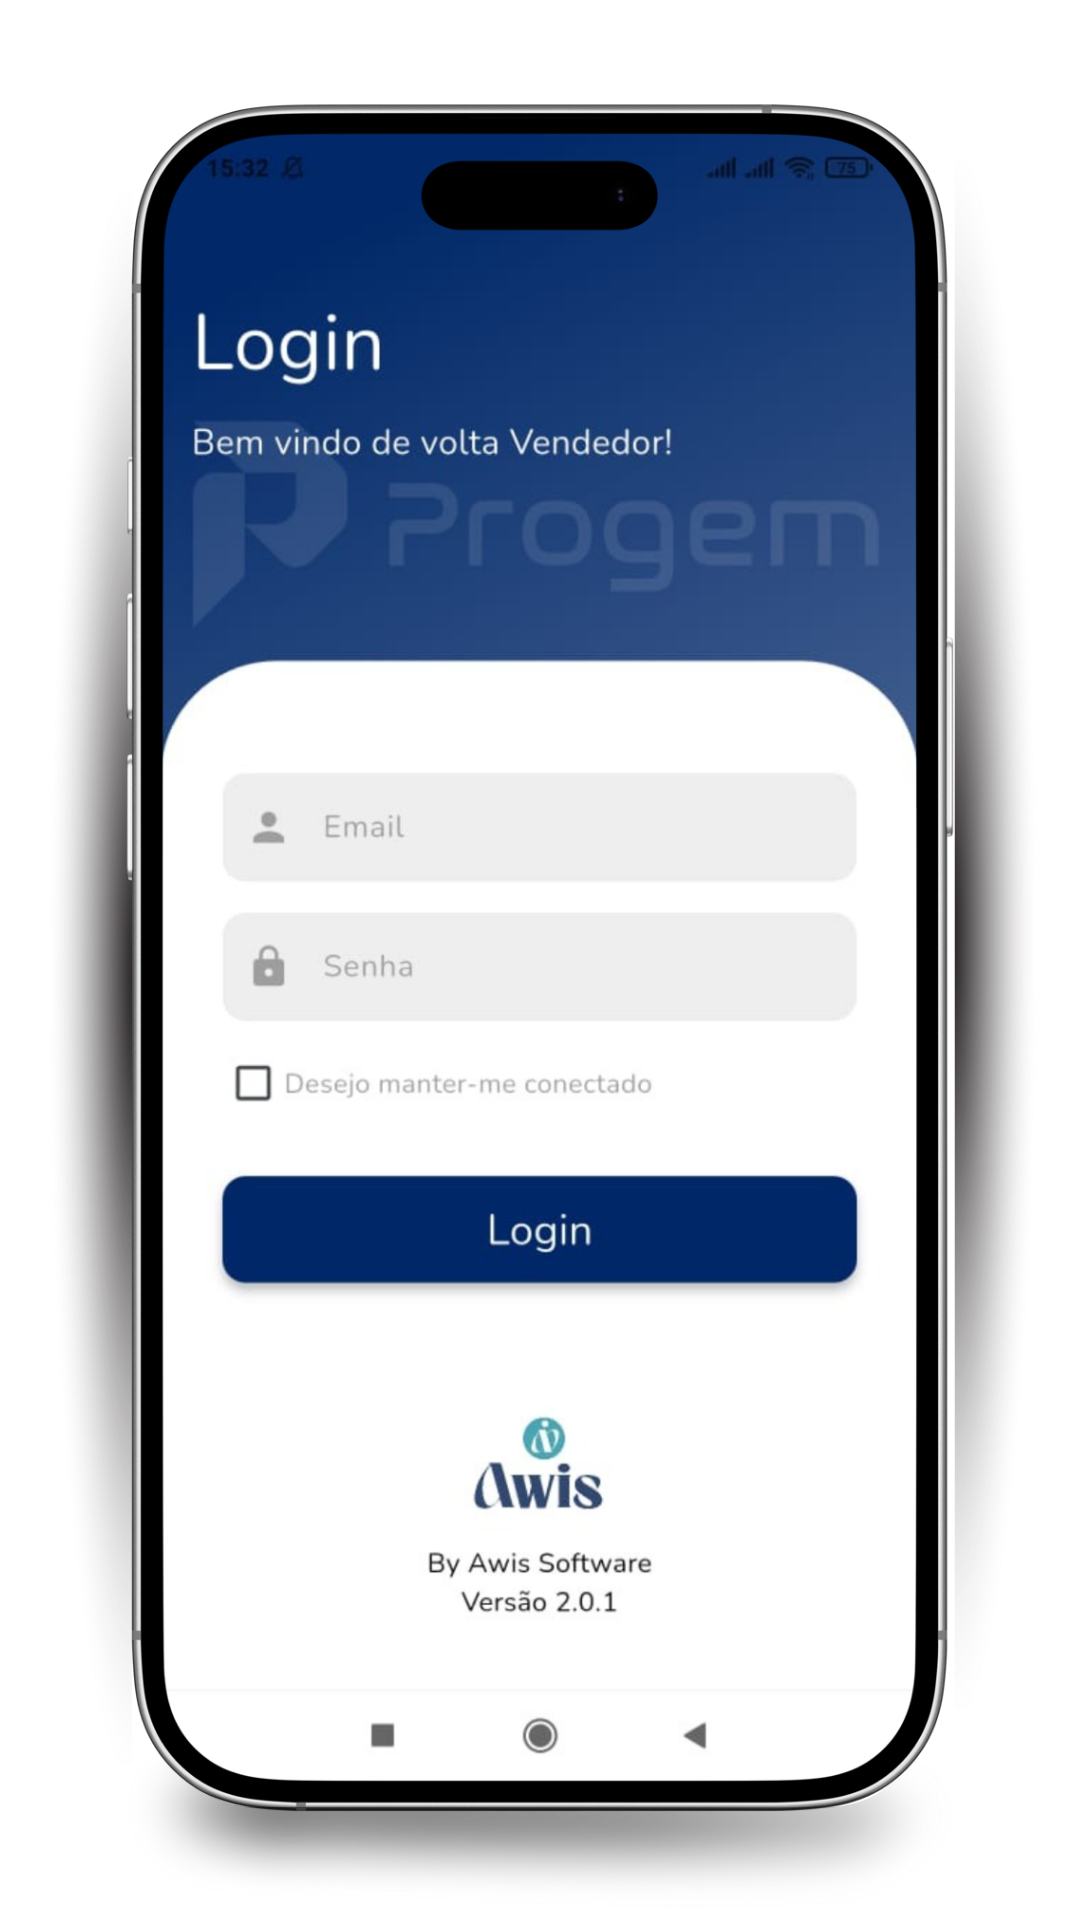 15:32
75
Login
Bem vindo de volta Vendedor!
Progem
Email
Senha
Desejo manter-me conectado
Login
Awis
By Awis Software
Versão 2.0.1